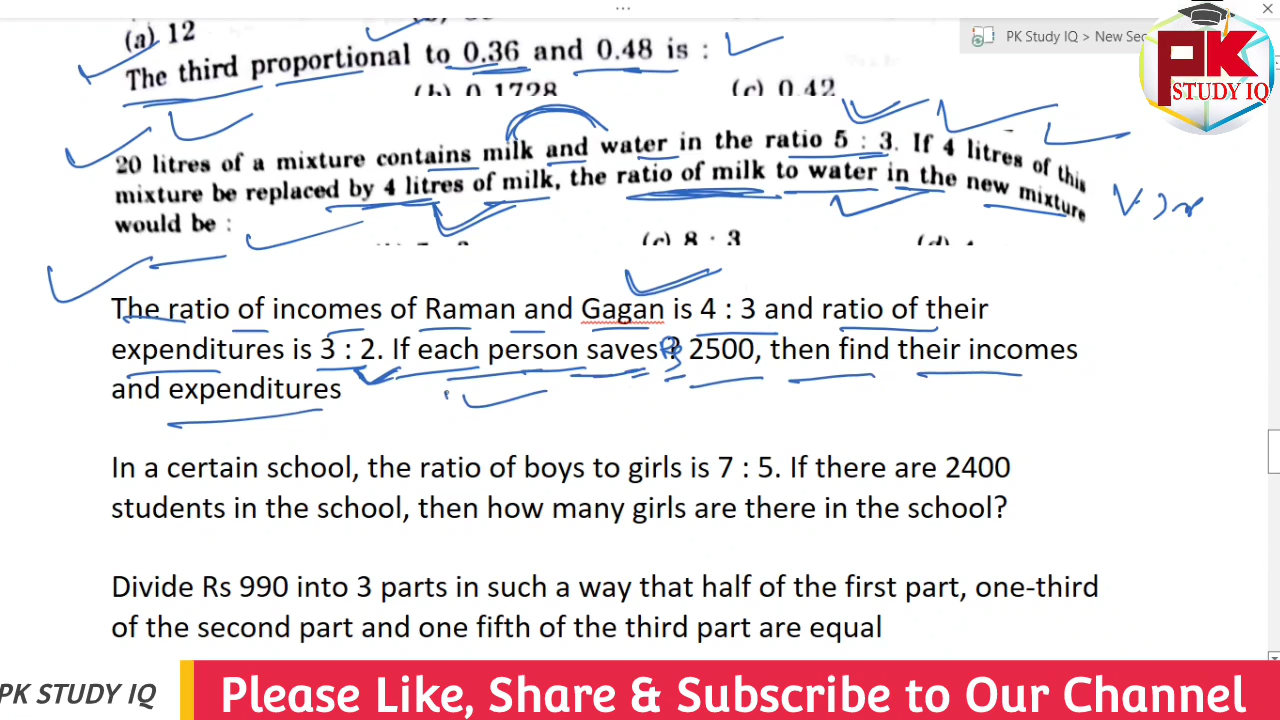 ...
(a) 12
PK Study IQ > New Sec
PK
STUDY IQ
The third proportional to 0.36 and 0.48 is :
(b) 0.1728 (c) 0.42
20 litres of a mixture contains milk and water in the ratio 5 : 3. If 4 litres of this
mixture be replaced by 4 litres of milk, the ratio of milk to water in the new mixture
would be :
(c) 8 : 3 (d)
The ratio of incomes of Raman and Gagan is 4 : 3 and ratio of their
expenditures is 3 : 2. If each person saves 2500, then find their incomes
and expenditures
In a certain school, the ratio of boys to girls is 7 : 5. If there are 2400
students in the school, then how many girls are there in the school?
Divide Rs 990 into 3 parts in such a way that half of the first part, one-third
of the second part and one fifth of the third part are equal
PK STUDY IQ
Please Like, Share & Subscribe to Our Channel